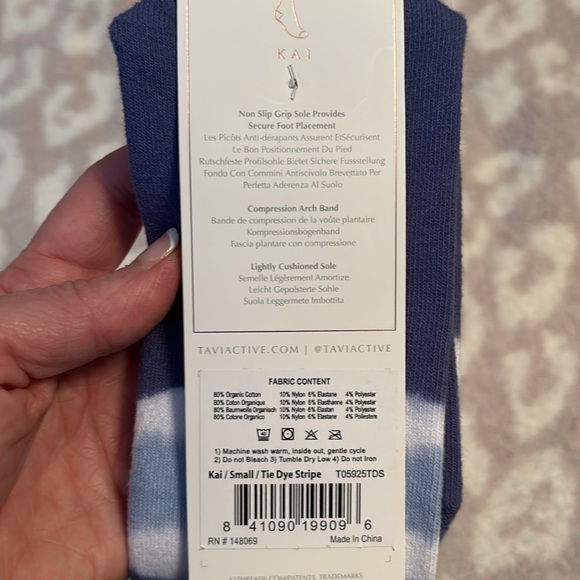 KAI
Non Slip Grip Sole Provides
Secure Foot Placement
Les Picôts Anti-dérapants Assurent EtSécurisent
Le Bon Positionnement Du Pied
Rutschfeste Profilsohle Bietet Sichere Fussstellung
Fondo Con Commini Antiscivolo Brevettato Per
Perfetta Aderenza Al Suolo
Compression Arch Band
Bande de compression de la voûte plantaire
Kompressionsbogenband
Fascia plantare con compressione
Lightly Cushioned Sole
Semelle Légèrement Amortize
Leicht Gepolsterte Sohle
Suola Leggermete Imbottita
TAVIACTIVE.COM | @TAVIACTIVE
FABRIC CONTENT
80% Organic Cotton 10% Nylon 6% Elastane 4% Polyester
80% Coton Organique 10% Nylon 6% Elasthanne 4% Polyester
80% Baumwolle Organisch 10% Nylon 6% Elastan 4% Polyester
80% Cotone Organico 10% Nylon 6% Elastane 4% Poliestere
1) Machine wash warm, inside out, gentle cycle
2) Do not Bleach 3) Tumble Dry Low 4) Do not Iron
Kai / Small / Tie Dye Stripe T05925TDS
8 41090 19909 6
RN # 148069 Made In China
THREADS.COM/PATENTS. TRADEMARKS